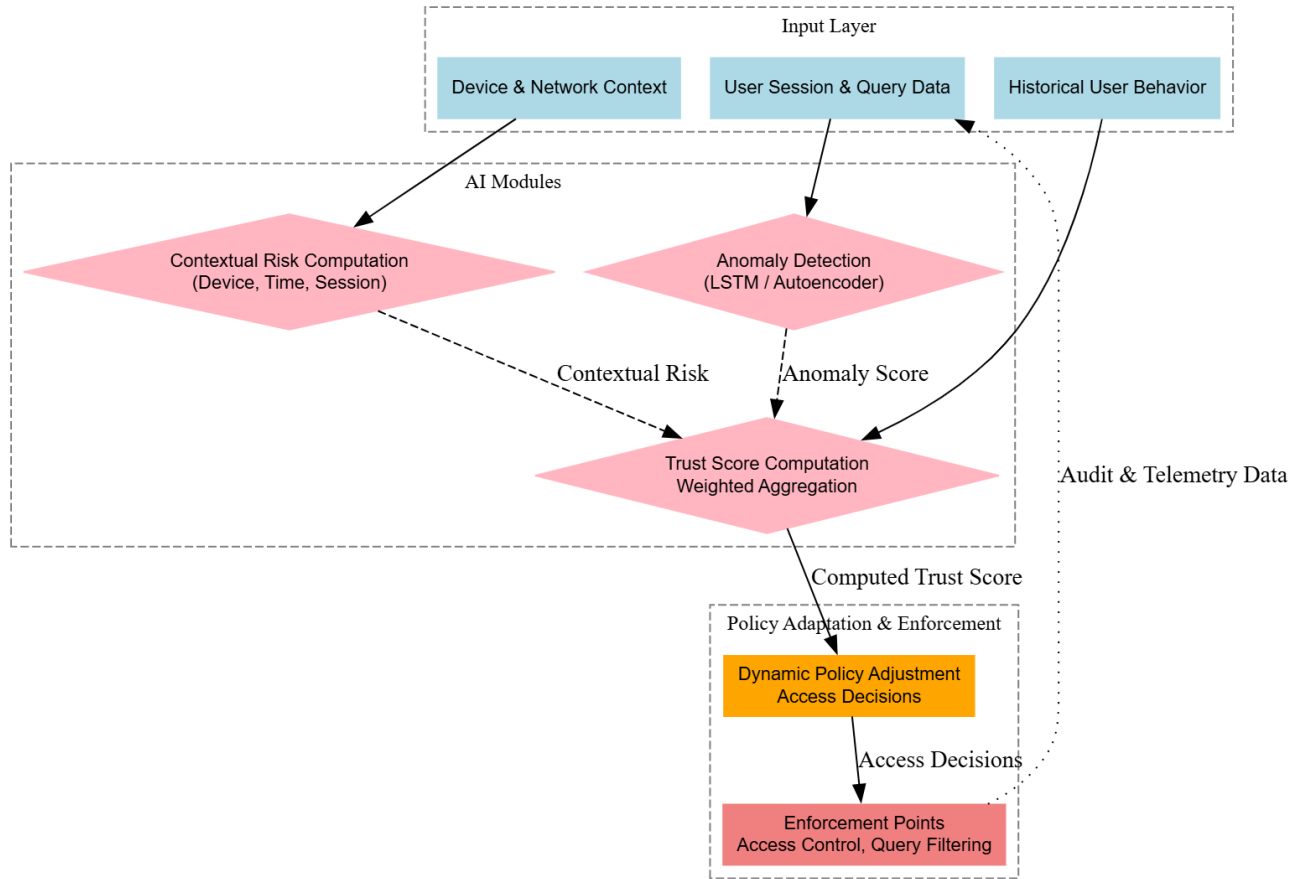 Input Layer
Device & Network Context
User Session & Query Data
Historical User Behavior
AI Modules
Contextual Risk Computation
(Device, Time, Session)
Anomaly Detection
(LSTM / Autoencoder)
Contextual Risk
Anomaly Score
Trust Score Computation
Weighted Aggregation
Audit & Telemetry Data
Computed Trust Score
Policy Adaptation & Enforcement
Dynamic Policy Adjustment
Access Decisions
Access Decisions
Enforcement Points
Access Control, Query Filtering